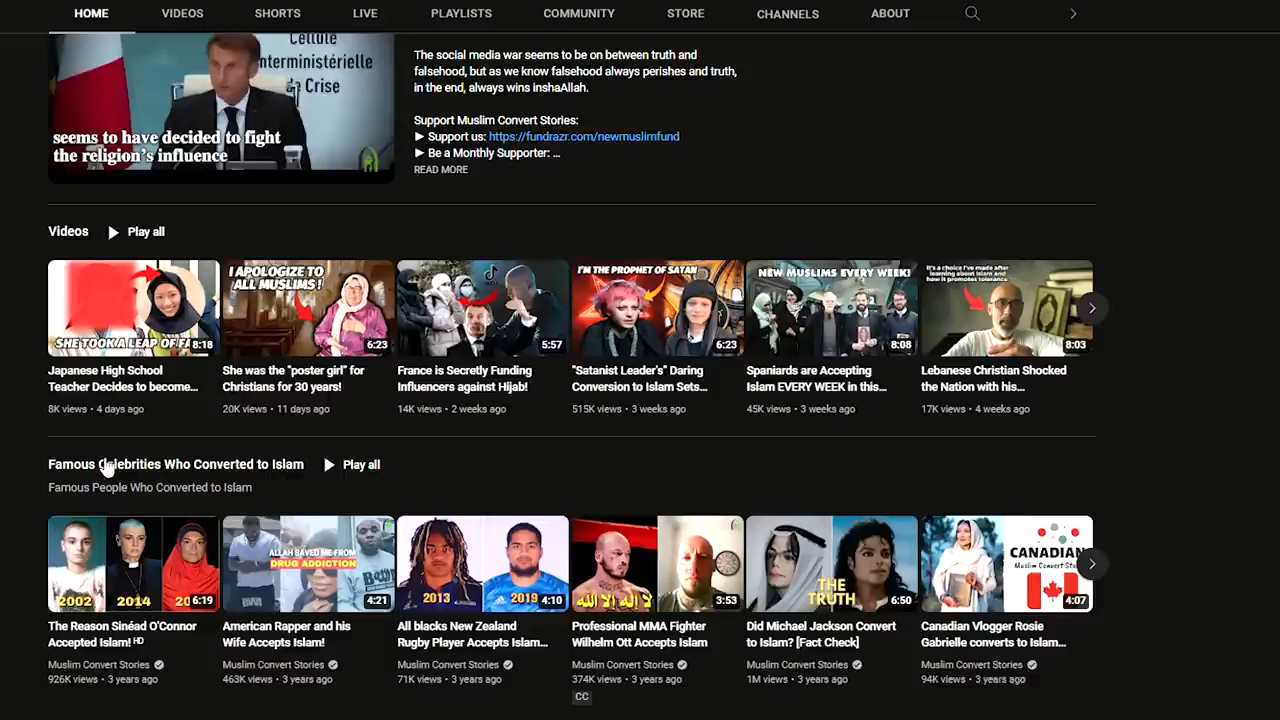 HOME
VIDEOS
SHORTS
LIVE
PLAYLISTS
COMMUNITY
STORE
CHANNELS
ABOUT
Cellule
nterministérielle
de Crise
seems to have decided to fight
the religion's influence
The social media war seems to be on between truth and
falsehood, but as we know falsehood always perishes and truth,
in the end, always wins inshaAllah.
Support Muslim Convert Stories:
► Support us: https://fundrazr.com/newmuslimfund
► Be a Monthly Supporter: ...
READ MORE
Videos
Play all
SHE TOOK A LEAP OF FA
8:18
I APOLOGIZE TO
ALL MUSLIMS !
6:23
5:57
I'M THE PROPHET OF SATAN
6:23
NEW MUSLIMS EVERY WEEK!
8:08
It's a choice I've made after
learning about Islam and
how it promotes tolerance
8:03
Japanese High School
Teacher Decides to become...
8K views • 4 days ago
She was the "poster girl" for
Christians for 30 years!
20K views • 11 days ago
France is Secretly Funding
Influencers against Hijab!
14K views • 2 weeks ago
"Satanist Leader's" Daring
Conversion to Islam Sets...
515K views • 3 weeks ago
Spaniards are Accepting
Islam EVERY WEEK in this...
45K views • 3 weeks ago
Lebanese Christian Shocked
the Nation with his...
17K views • 4 weeks ago
Famous Celebrities Who Converted to Islam
Play all
Famous People Who Converted to Islam
2002
2014
20
6:19
ALLAH SAVED ME FROM
DRUG ADDICTION
4:21
2013
2019
4:10
لا اله الا الله
3:53
THE
TRUTH
6:50
CANADIAN
Muslim Convert Sto
4:07
The Reason Sinéad O'Connor
Accepted Islam! HD
Muslim Convert Stories
926K views • 3 years ago
American Rapper and his
Wife Accepts Islam!
Muslim Convert Stories
463K views • 3 years ago
All blacks New Zealand
Rugby Player Accepts Islam...
Muslim Convert Stories
71K views • 3 years ago
Professional MMA Fighter
Wilhelm Ott Accepts Islam
Muslim Convert Stories
374K views • 3 years ago
CC
Did Michael Jackson Convert
to Islam? [Fact Check]
Muslim Convert Stories
1M views • 3 years ago
Canadian Vlogger Rosie
Gabrielle converts to Islam...
Muslim Convert Stories
94K views • 3 years ago